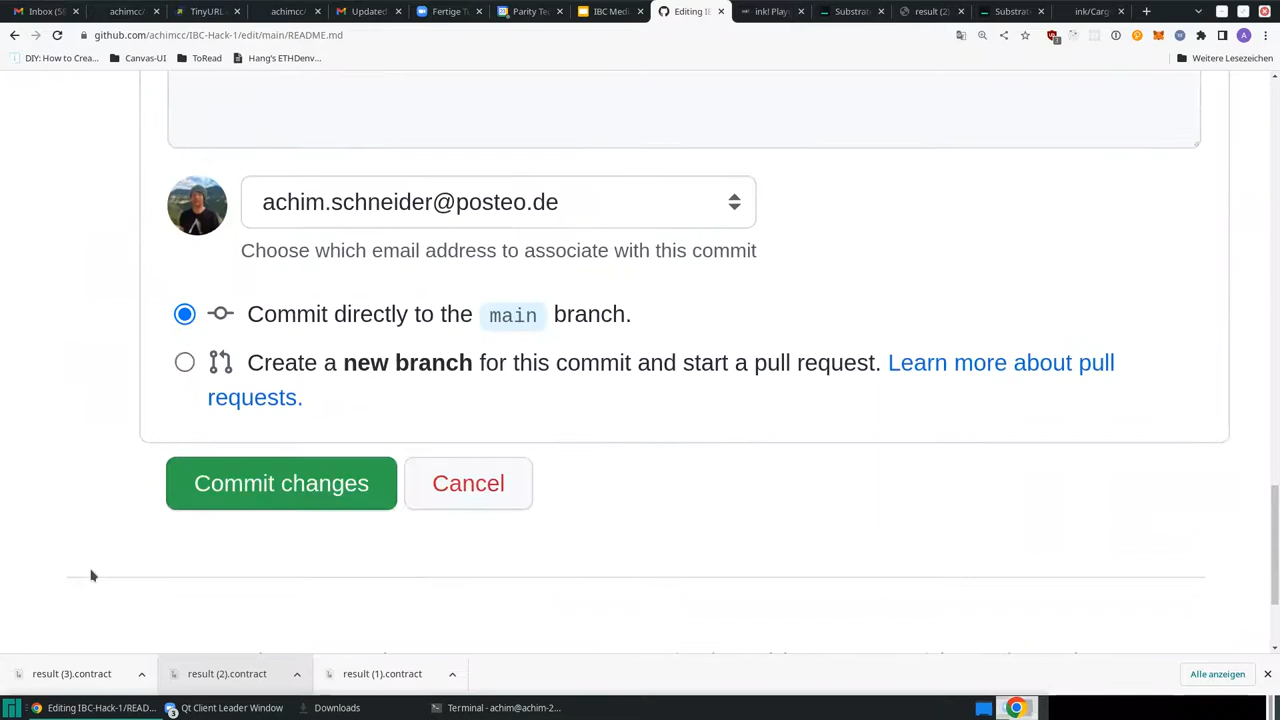 Inbox (58
achimcc/
TinyURL
achimcc/
Updated
Fertige T
Parity Te
IBC Medi
Editing IB
ink! Playg
Substrat
result (2)
Substrat
ink/Carg
github.com/achimcc/IBC-Hack-1/edit/main/README.md
DIY: How to Crea...
Canvas-UI
ToRead
Hang's ETHDenv...
Weitere Lesezeichen
achim.schneider@posteo.de
Choose which email address to associate with this commit
Commit directly to the main branch.
Create a new branch for this commit and start a pull request. Learn more about pull
requests.
Commit changes
Cancel
result (3).contract
result (2).contract
result (1).contract
Alle anzeigen
Editing IBC-Hack-1/READ...
Qt Client Leader Window
Downloads
Terminal - achim@achim-2...